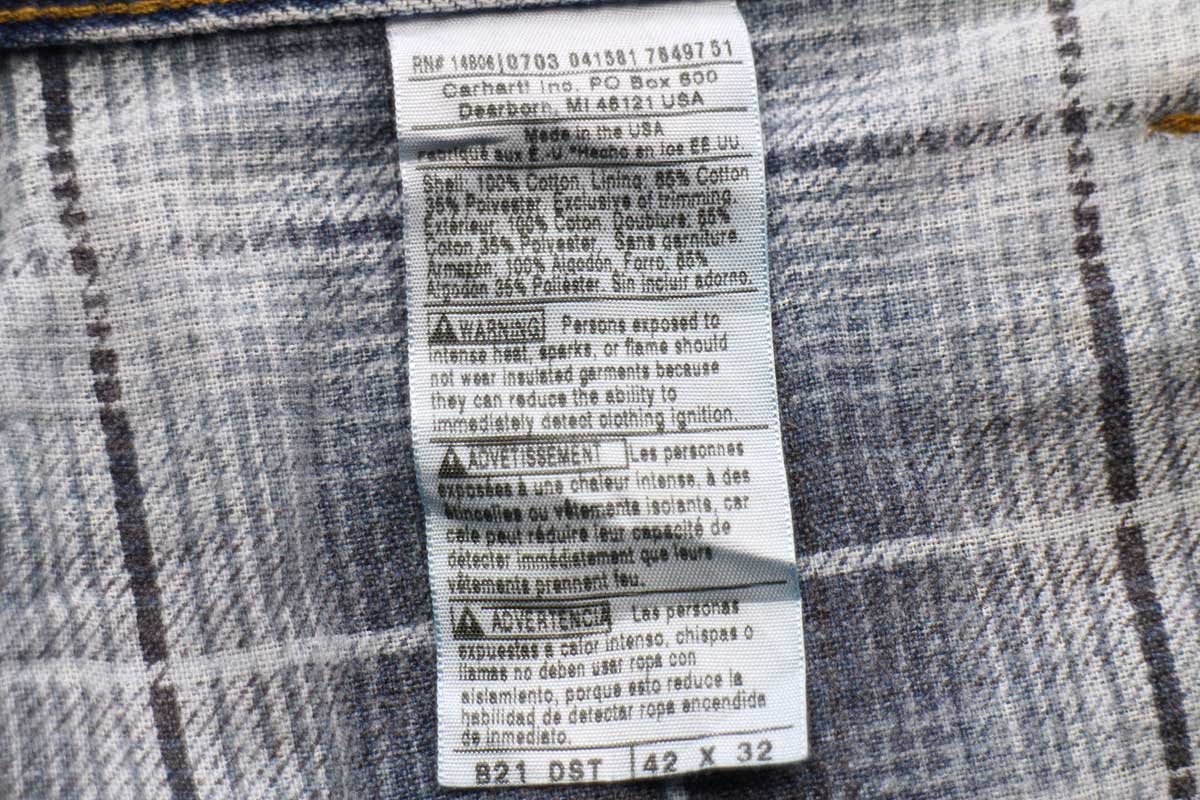 RN# 14806 0703 041581 7649751
Carhartt Inc. PO Box 600
Dearborn, MI 48121 USA
Made in the USA
Fabriqué aux É.-U *Hecho en los EE.UU.
Shell, 100% Cotton, Lining, 65% Cotton
35% Polyester. Exclusive of trimming.
Extérieur, 100% Coton, Doublure, 65%
Coton 35% Polyester, Sans garniture
Armazón, 100% Algodón, Forro, 65%
Algodón 35% Poliéster. Sin incluir adorno.
WARNING Persons exposed to
intense heat, sparks, or flame should
not wear insulated garments because
they can reduce the ability to
immediately detect clothing ignition.
ADVETISSEMENT Les personnes
exposées à une chaleur intense, à des
étincelles ou vêtements isolants, car
cele peut réduire leur capacité de
détecter immédiatement que leurs
vêtements prennent feu.
ADVERTENCIA Las personas
expuestas a calor intenso, chispas o
llamas no deben usar ropa con
aislamiento, porque esto reduce la
habilidad de detectar ropa encendida
de inmediato.
B21 DST 42 X 32